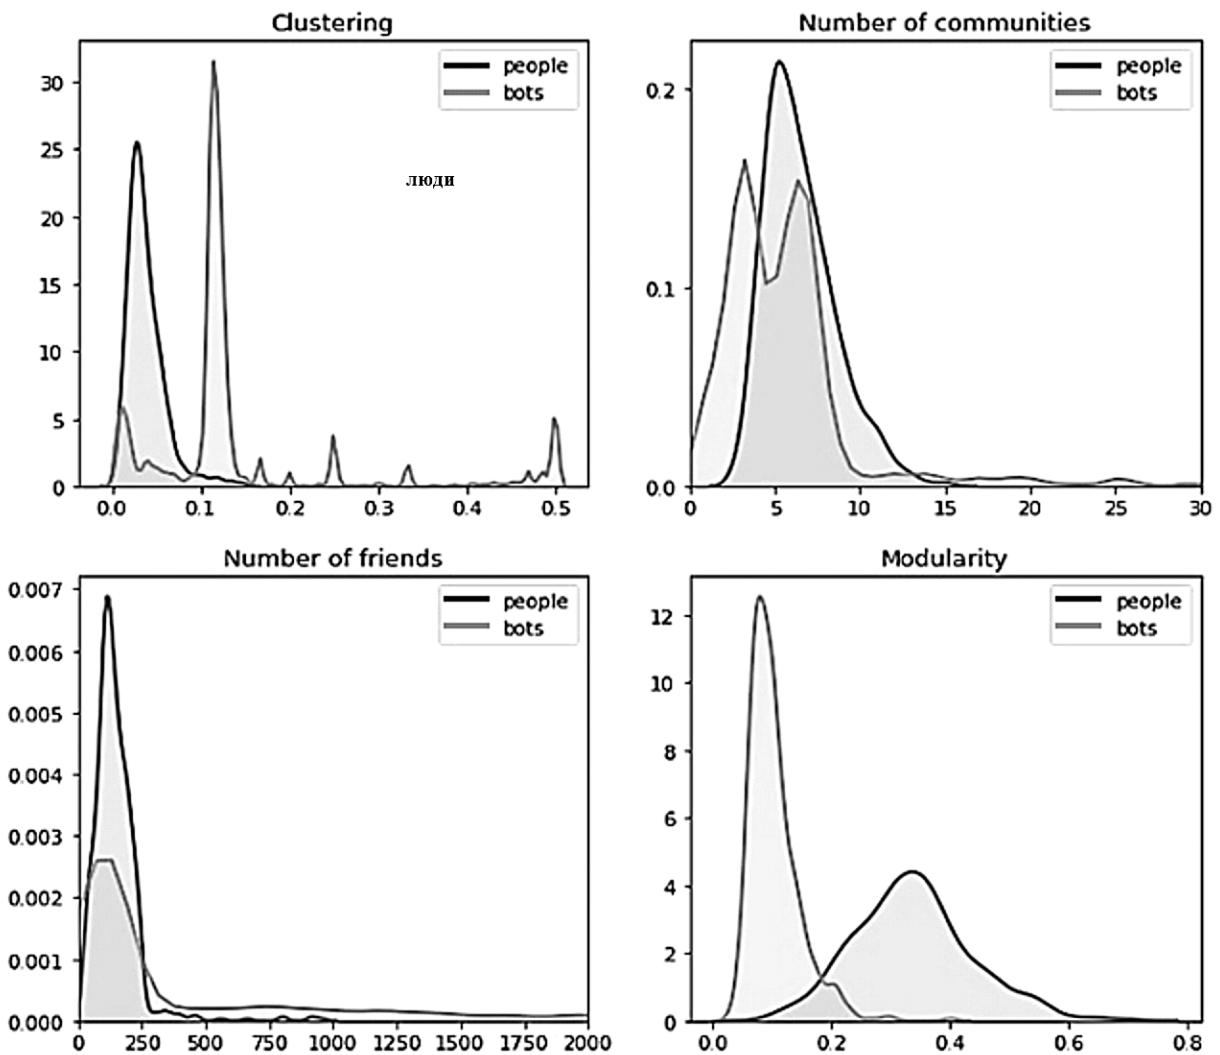 Clustering
people
bots
люди
30
25
20
15
10
5
0
0.0 0.1 0.2 0.3 0.4 0.5
Number of communities
people
bots
0.2
0.1
0.0
0 5 10 15 20 25 30
Number of friends
people
bots
0.007
0.006
0.005
0.004
0.003
0.002
0.001
0.000
0 250 500 750 1000 1250 1500 1750 2000
Modularity
people
bots
12
10
8
6
4
2
0
0.0 0.2 0.4 0.6 0.8